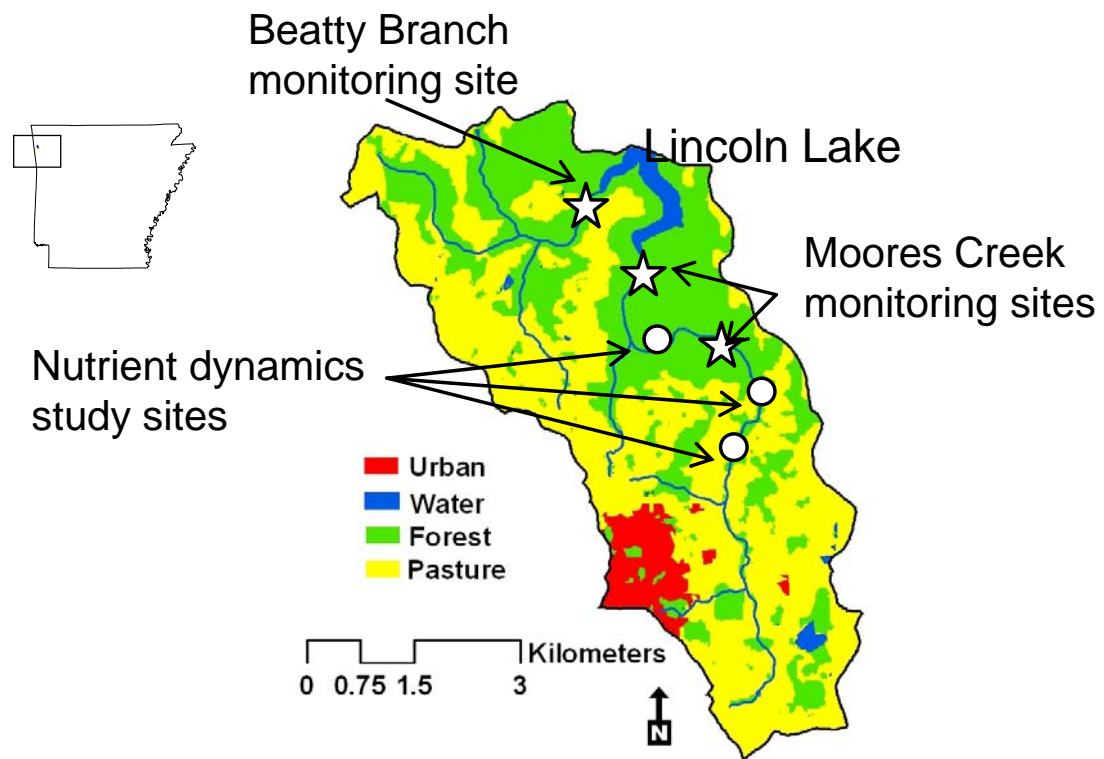 Beatty Branch
monitoring site
Lincoln Lake
Moores Creek
monitoring sites
Nutrient dynamics
study sites
Urban
Water
Forest
Pasture
Kilometers
0 0.75 1.5 3
N